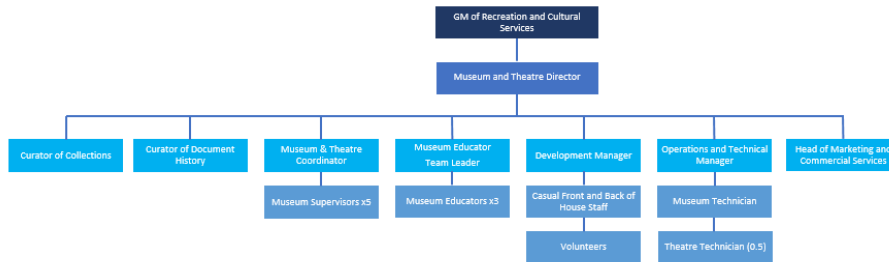 GM of Recreation and Cultural
Services
Museum and Theatre Director
Curator of Collections
Curator of Document
History
Museum & Theatre
Coordinator
Museum Educator
Team Leader
Development Manager
Operations and Technical
Manager
Head of Marketing and
Commercial Services
Museum Supervisors x5
Museum Educators x3
Casual Front and Back of
House Staff
Museum Technician
Volunteers
Theatre Technician (0.5)